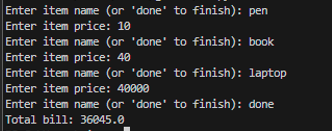 Enter item name (or 'done' to finish): pen
Enter item price: 10
Enter item name (or 'done' to finish): book
Enter item price: 40
Enter item name (or 'done' to finish): laptop
Enter item price: 40000
Enter item name (or 'done' to finish): done
Total bill: 36045.0